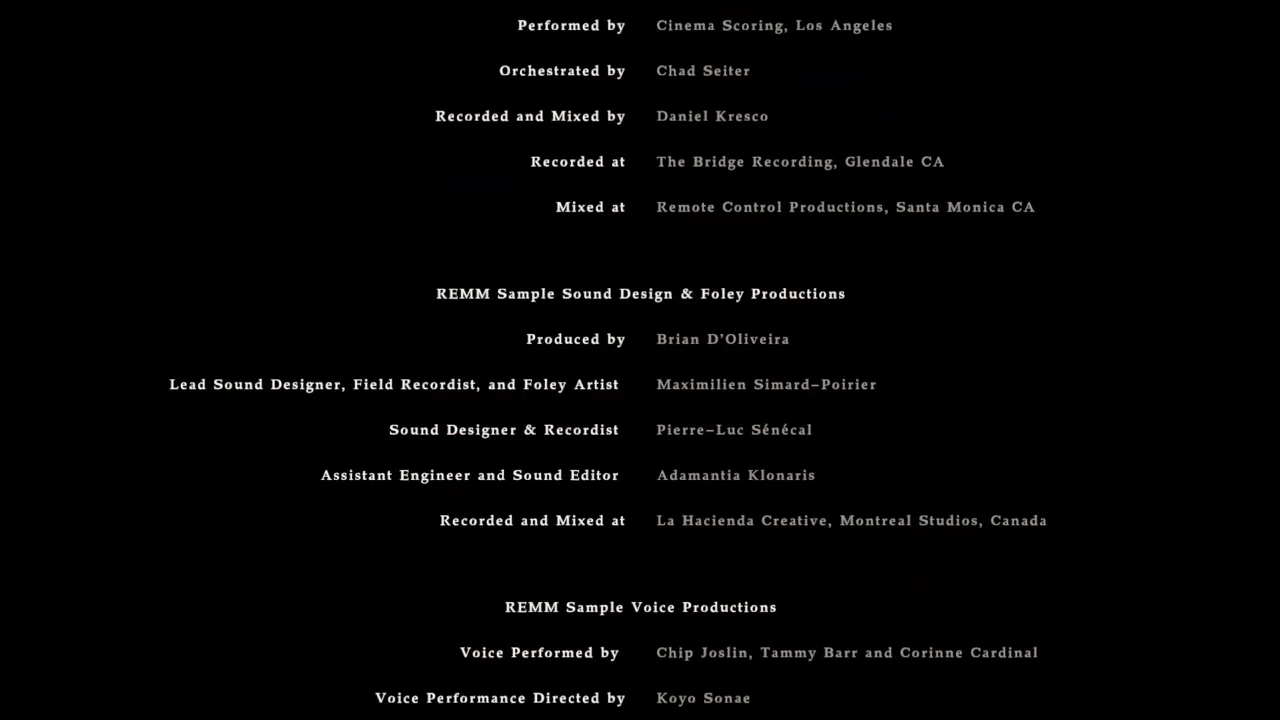 Performed by Cinema Scoring, Los Angeles
Orchestrated by Chad Seiter
Recorded and Mixed by Daniel Kresco
Recorded at The Bridge Recording, Glendale CA
Mixed at Remote Control Productions, Santa Monica CA
REMM Sample Sound Design & Foley Productions
Produced by Brian D’Oliveira
Lead Sound Designer, Field Recordist, and Foley Artist Maximilien Simard–Poirier
Sound Designer & Recordist Pierre–Luc Sénécal
Assistant Engineer and Sound Editor Adamantia Klonaris
Recorded and Mixed at La Hacienda Creative, Montreal Studios, Canada
REMM Sample Voice Productions
Voice Performed by Chip Joslin, Tammy Barr and Corinne Cardinal
Voice Performance Directed by Koyo Sonae